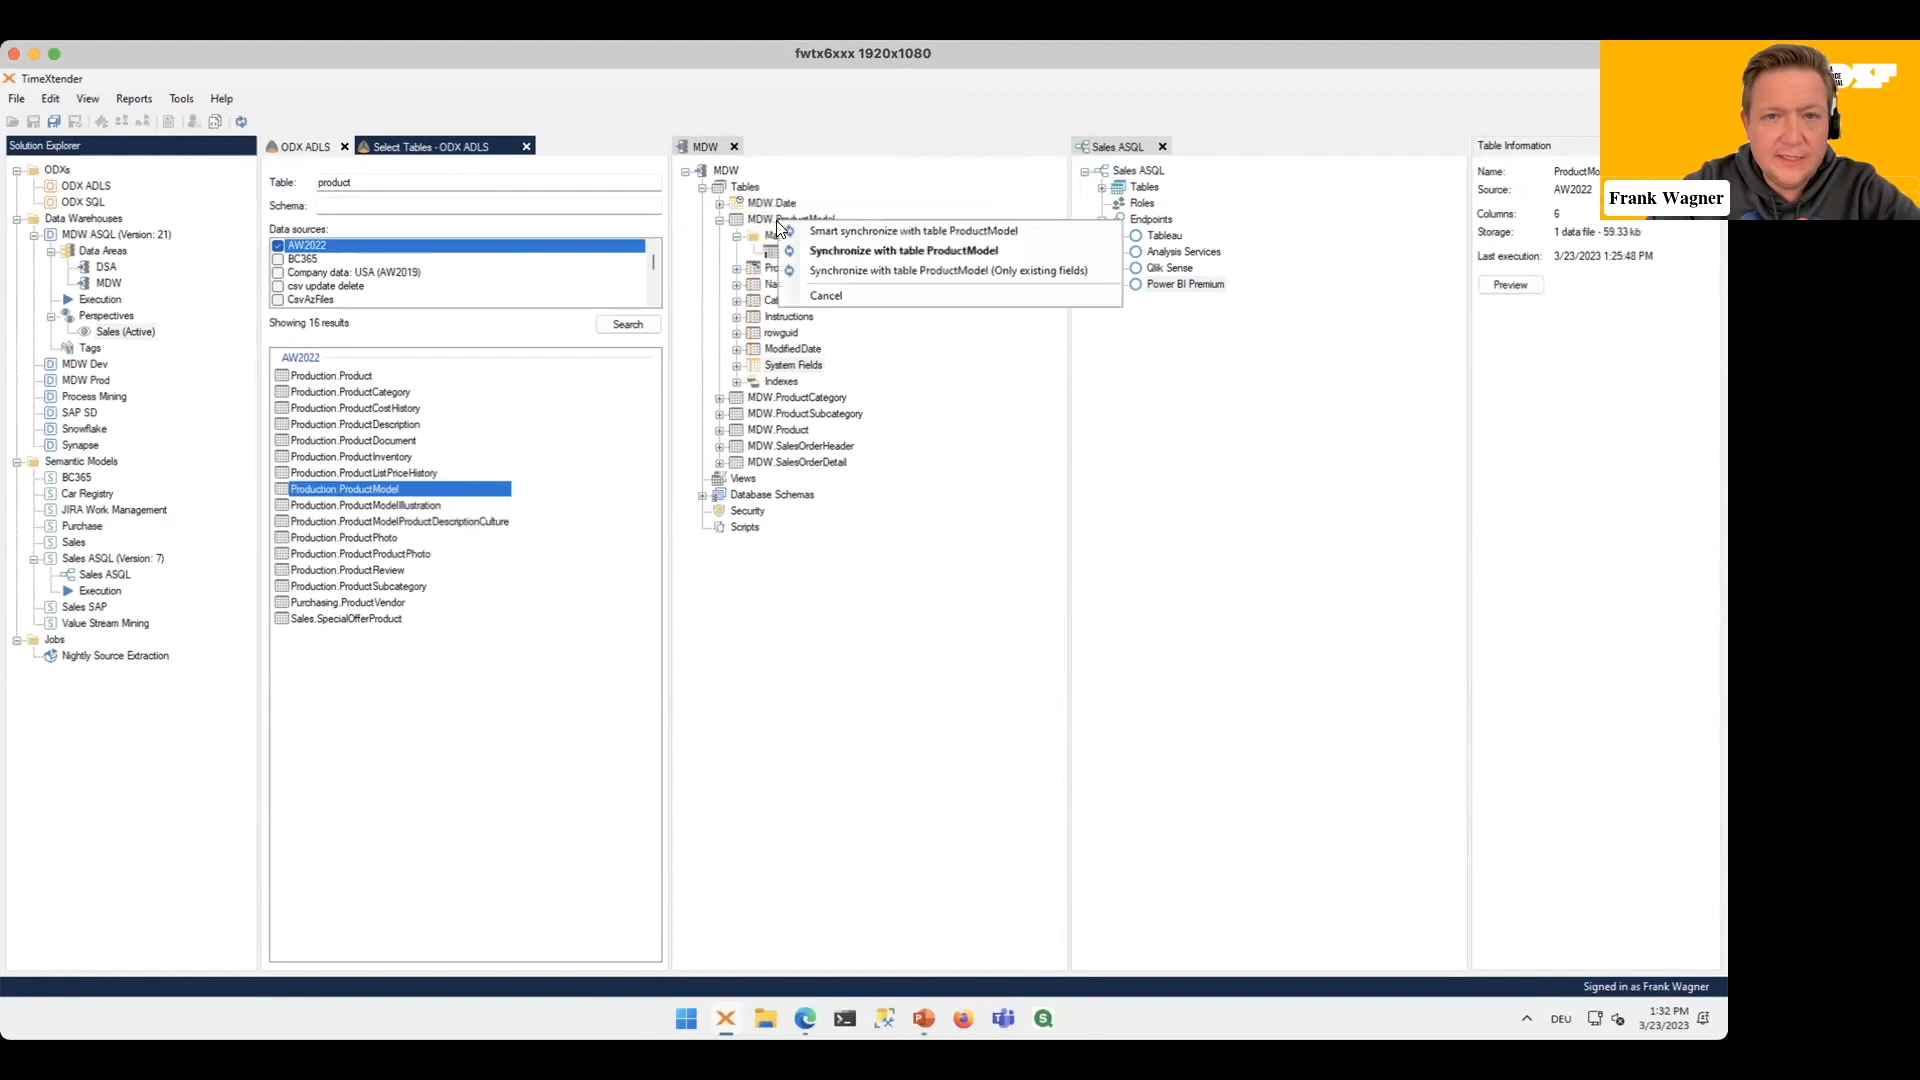 fwtx6xxx 1920x1080
TimeXtender
File Edit View Reports Tools Help
Solution Explorer
ODXs
ODX ADLS
ODX SQL
Data Warehouses
MDW ASQL (Version: 21)
Data Areas
DSA
MDW
Execution
Perspectives
Sales (Active)
Tags
MDW Dev
MDW Prod
Process Mining
SAP SD
Snowflake
Synapse
Semantic Models
BC365
Car Registry
JIRA Work Management
Purchase
Sales
Sales ASQL (Version: 7)
Sales ASQL
Execution
Sales SAP
Value Stream Mining
Jobs
Nightly Source Extraction
ODX ADLS
Select Tables - ODX ADLS
Table: product
Schema:
Data sources:
AW2022
BC365
Company data: USA (AW2019)
csv update delete
CsvAzFiles
Showing 16 results
Search
AW2022
Production.Product
Production.ProductCategory
Production.ProductCostHistory
Production.ProductDescription
Production.ProductDocument
Production.ProductInventory
Production.ProductListPriceHistory
Production.ProductModel
Production.ProductModelIllustration
Production.ProductModelProductDescriptionCulture
Production.ProductPhoto
Production.ProductProductPhoto
Production.ProductReview
Production.ProductSubcategory
Purchasing.ProductVendor
Sales.SpecialOfferProduct
MDW
MDW
Tables
MDW.Date
MDW.ProductModel
Smart synchronize with table ProductModel
Synchronize with table ProductModel
Synchronize with table ProductModel (Only existing fields)
Cancel
Instructions
rowguid
ModifiedDate
System Fields
Indexes
MDW.ProductCategory
MDW.ProductSubcategory
MDW.Product
MDW.SalesOrderHeader
MDW.SalesOrderDetail
Views
Database Schemas
Security
Scripts
Sales ASQL
Sales ASQL
Tables
Roles
Endpoints
Tableau
Analysis Services
Qlik Sense
Power BI Premium
Table Information
Name: ProductMo
Source: AW2022
Columns: 6
Storage: 1 data file - 59.33 kb
Last execution: 3/23/2023 1:25:48 PM
Preview
Frank Wagner
Signed in as Frank Wagner
DEU
1:32 PM
3/23/2023